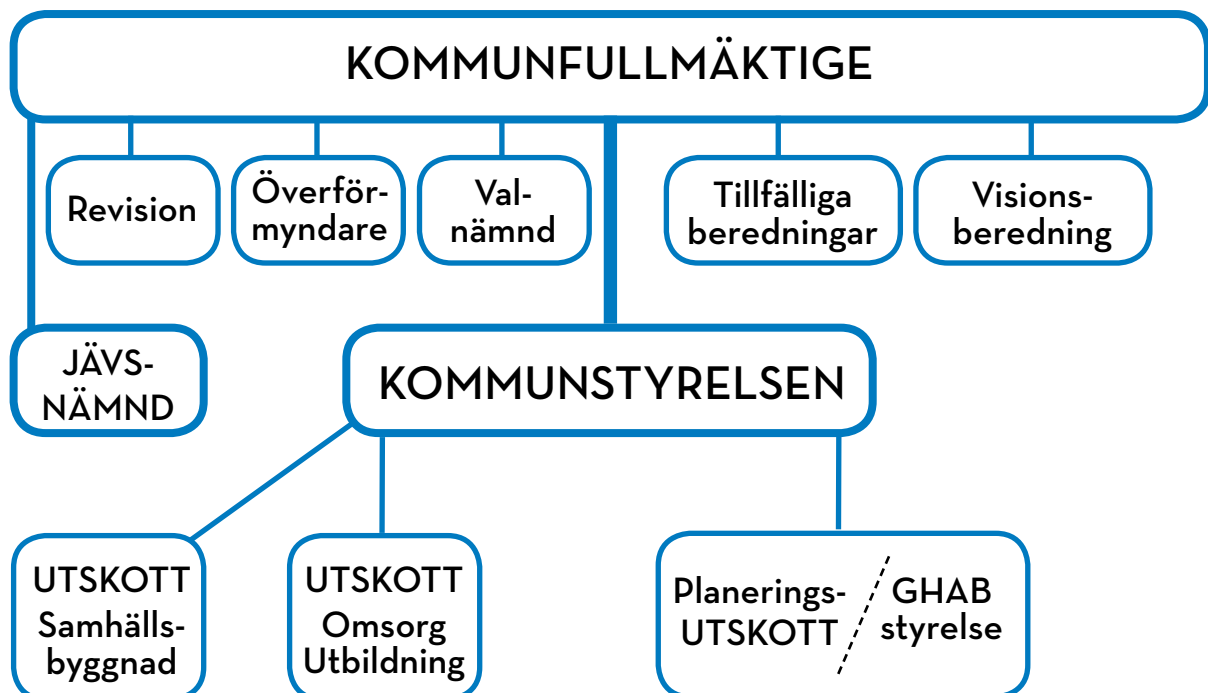 KOMMUNFULLMÄKTIGE
Revision
Överför-
myndare
Val-
nämnd
Tillfälliga
beredningar
Visions-
beredning
JÄVS-
NÄMND
KOMMUNSTYRELSEN
UTSKOTT
Samhälls-
byggnad
UTSKOTT
Omsorg
Utbildning
Planerings-
UTSKOTT
GHAB
styrelse